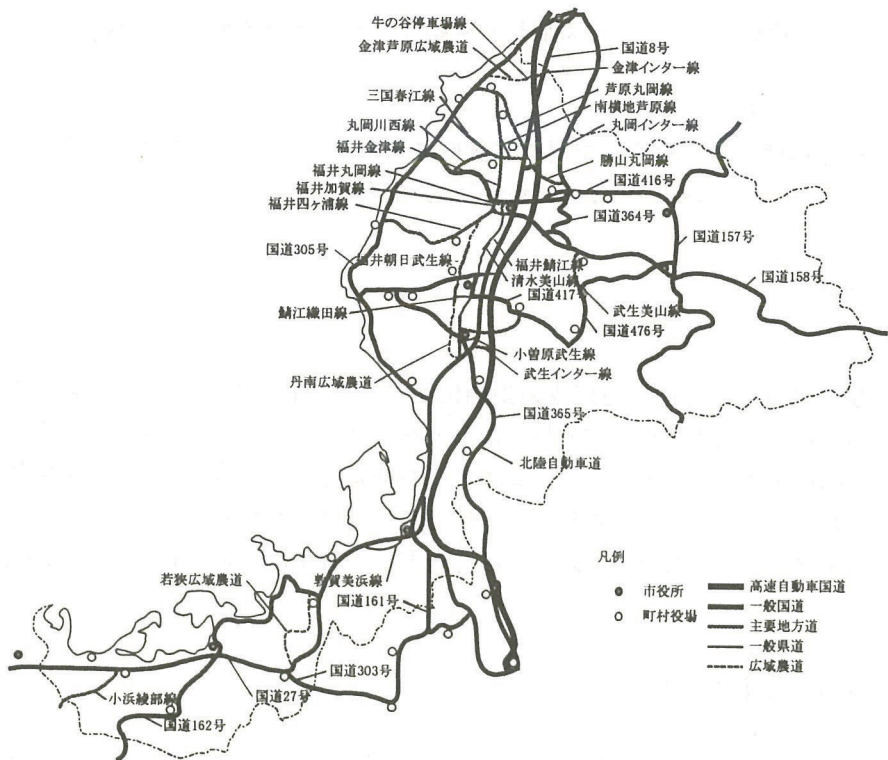 牛の谷停車場線
金津芦原広域農道
三国春江線
丸岡川西線
福井金津線
福井丸岡線
福井加賀線
福井四ヶ浦線
国道305号
福井朝日武生線
鯖江織田線
丹南広域農道
国道8号
金津インター線
芦原丸岡線
南横地芦原線
丸岡インター線
勝山丸岡線
国道416号
国道364号
国道157号
国道158号
福井鯖江線
清水美山線
国道417号
武生美山線
国道476号
小曽原武生線
武生インター線
国道365号
北陸自動車道
若狭広域農道
敦賀美浜線
国道161号
国道303号
国道27号
小浜綾部線
国道162号
凡例
市役所
町村役場
高速自動車国道
一般国道
主要地方道
一般県道
広域農道